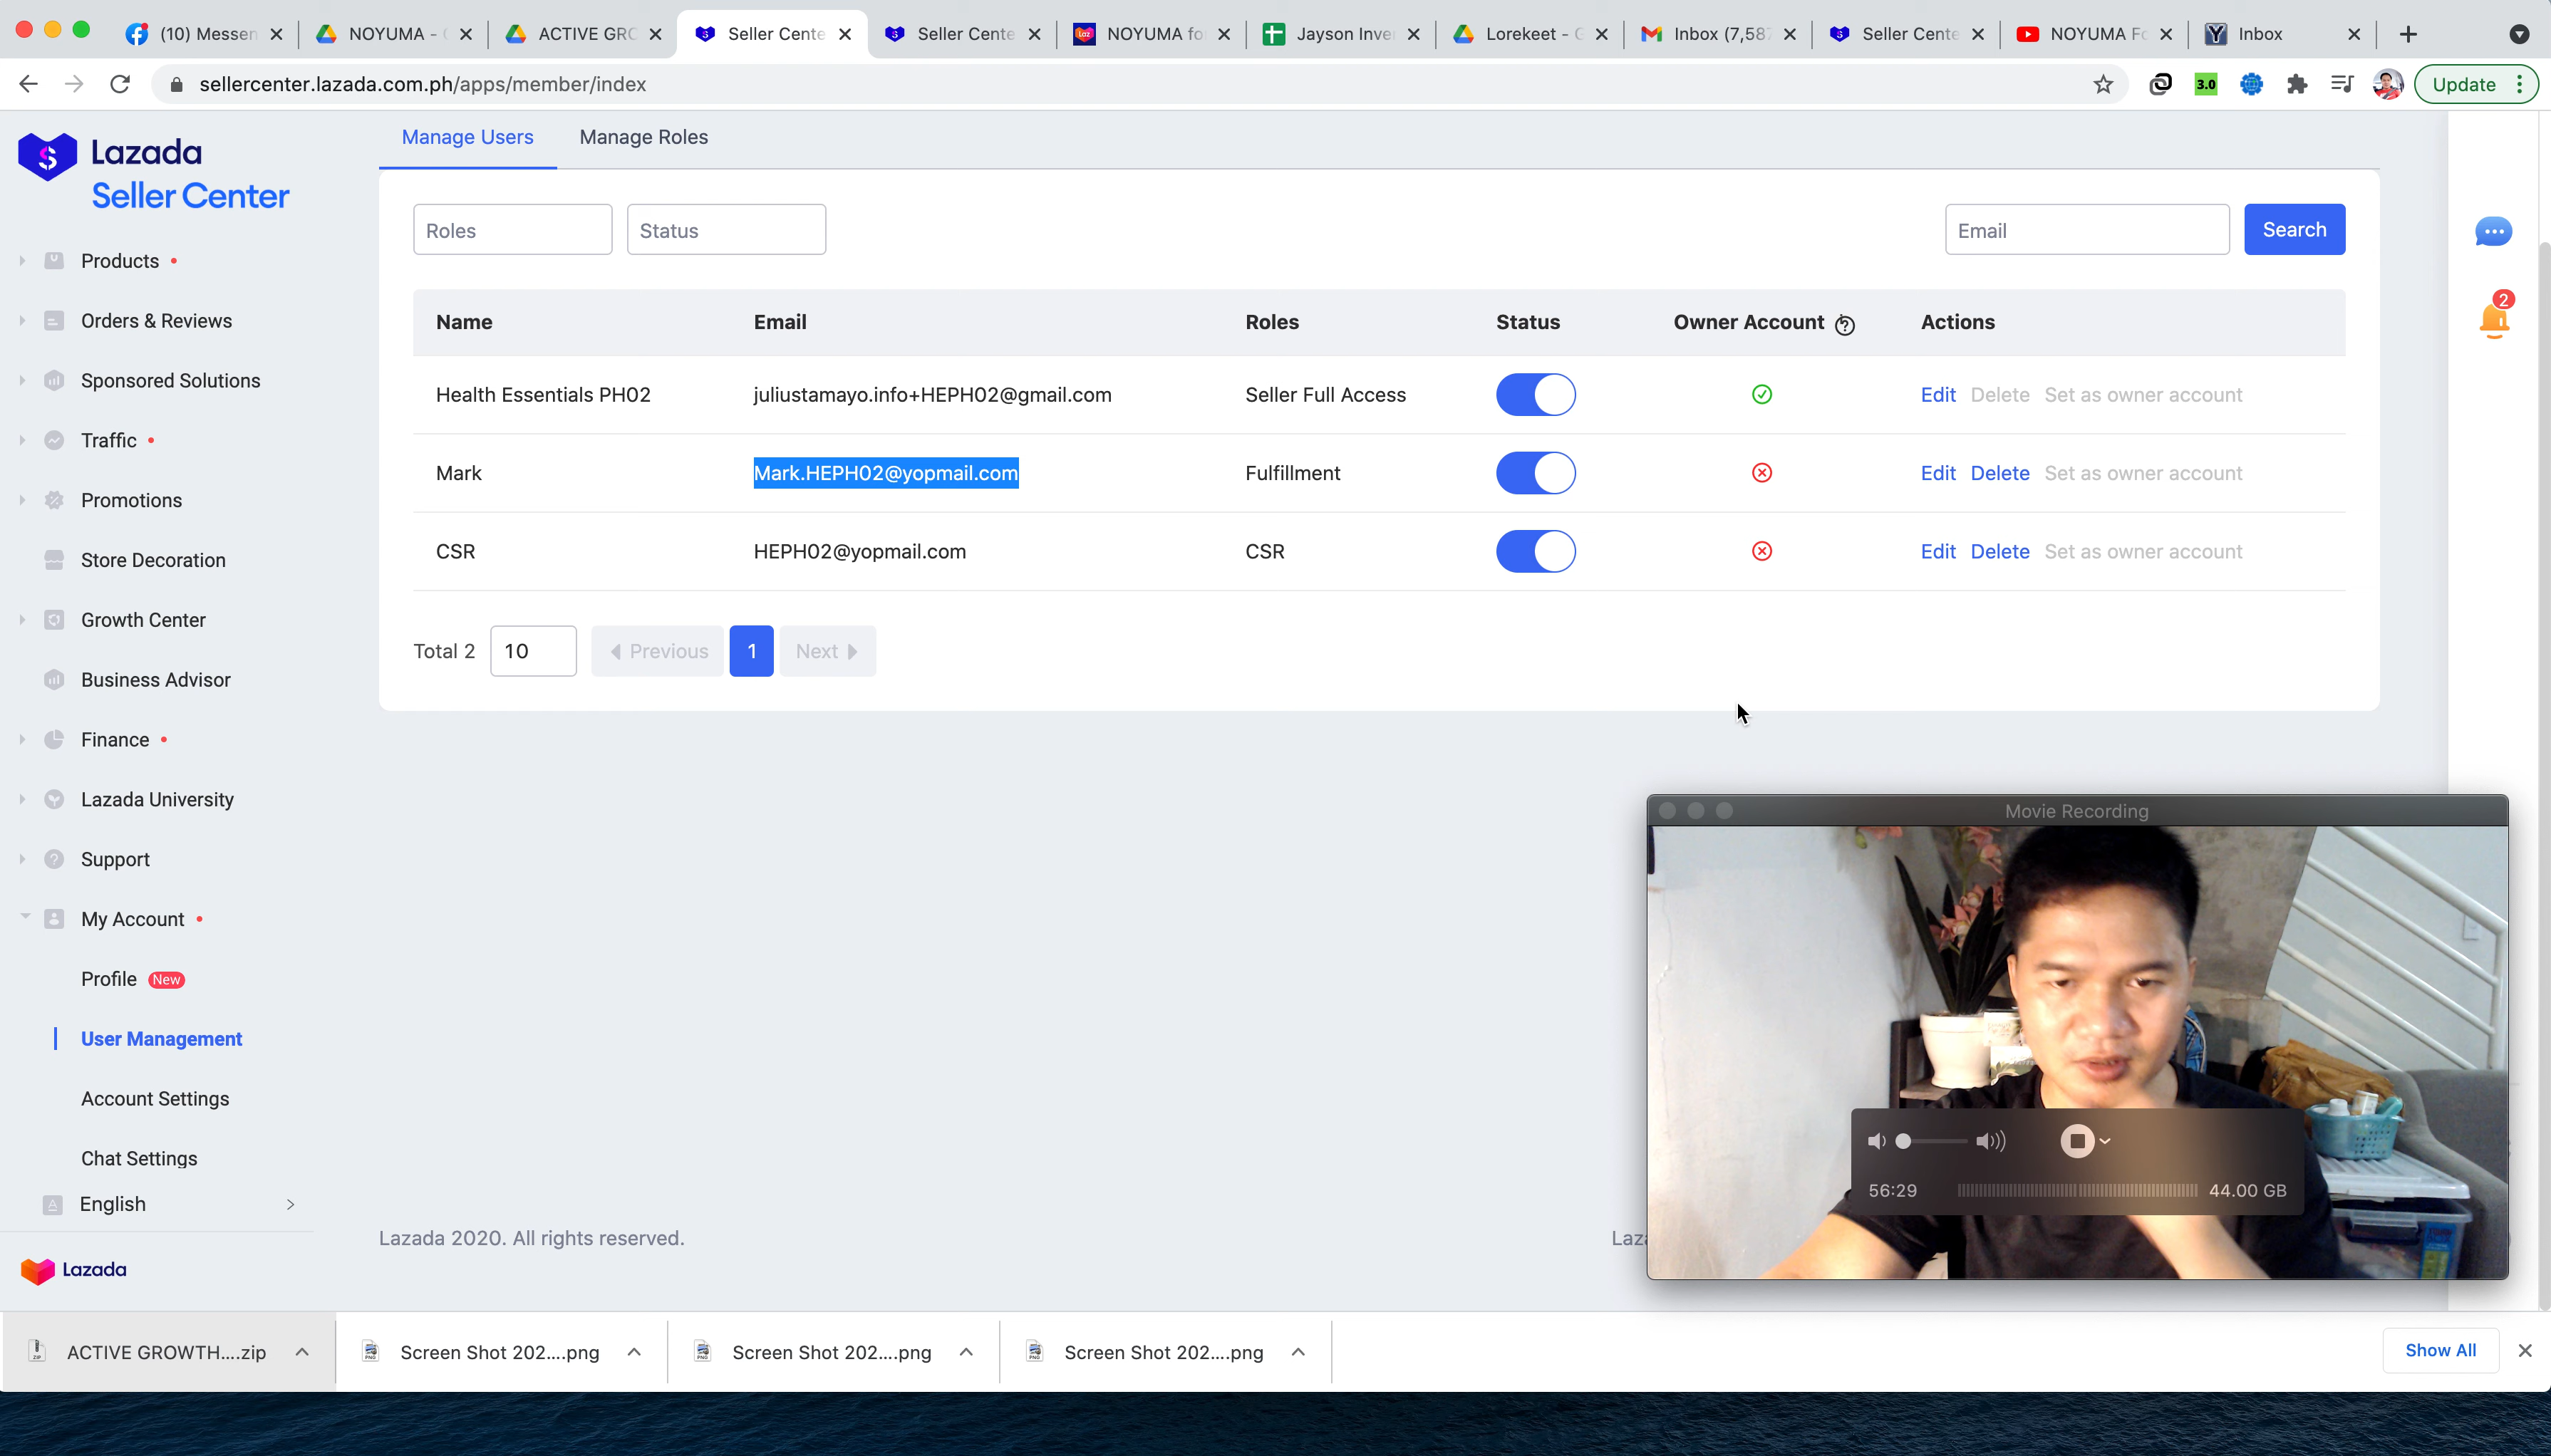 (10) Messen
NOYUMA - G
ACTIVE GRO
Seller Cente
Seller Cente
NOYUMA fo
Jayson Inve
Lorekeet - G
Inbox (7,587
Seller Cente
NOYUMA Fo
Inbox
sellercenter.lazada.com.ph/apps/member/index
3.0
Update
Lazada
Seller Center
Manage Users
Manage Roles
Roles
Status
Email
Search
2
Name Email Roles Status Owner Account Actions
Health Essentials PH02 juliustamayo.info+HEPH02@gmail.com Seller Full Access Edit Delete Set as owner account
Mark Mark.HEPH02@yopmail.com Fulfillment Edit Delete Set as owner account
CSR HEPH02@yopmail.com CSR Edit Delete Set as owner account
Total 2 10 Previous 1 Next
Products
Orders & Reviews
Sponsored Solutions
Traffic
Promotions
Store Decoration
Growth Center
Business Advisor
Finance
Lazada University
Support
My Account
Profile New
User Management
Account Settings
Chat Settings
English
Lazada
Lazada 2020. All rights reserved.
Laza
Movie Recording
56:29
44.00 GB
ACTIVE GROWTH....zip
Screen Shot 202....png
Screen Shot 202....png
Screen Shot 202....png
Show All